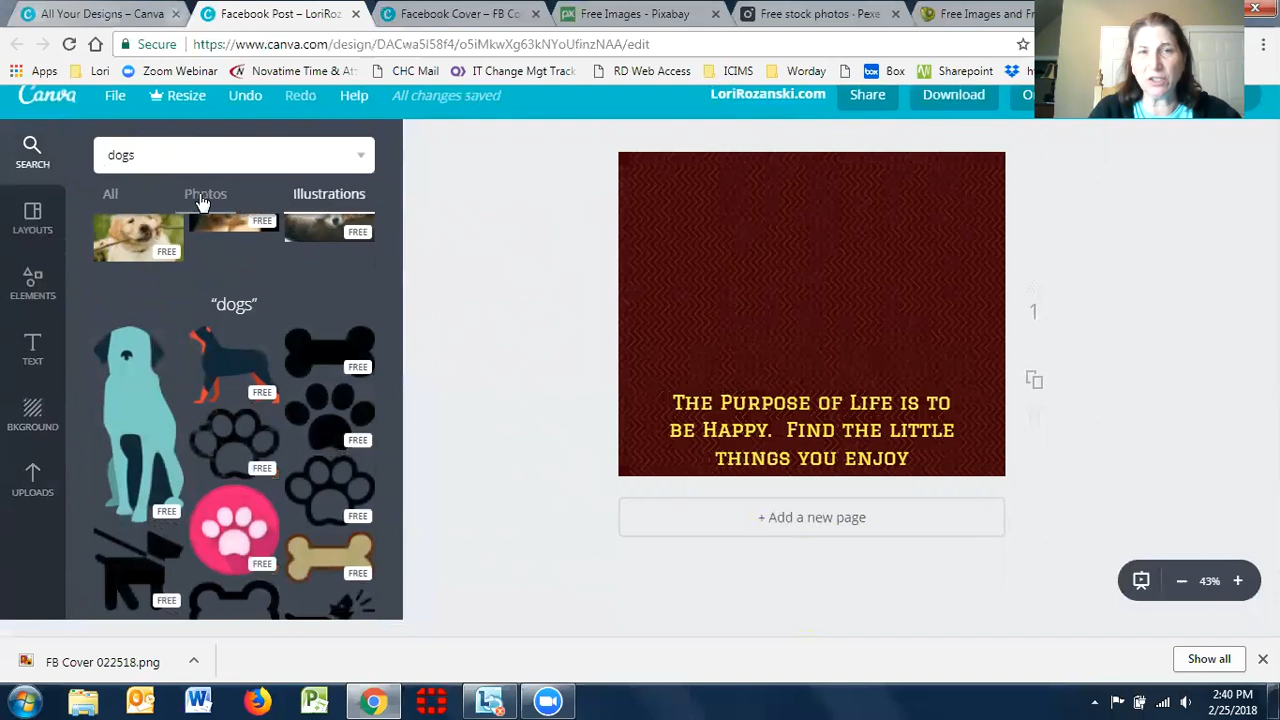 All Your Designs – Canva
Facebook Post – LoriRoz
Facebook Cover – FB Co
Free Images - Pixabay
Free stock photos - Pexe
Free Images and Fr
Secure
https://www.canva.com/design/DACwa5I58f4/o5iMkwXg63kNYoUfinzNAA/edit
Apps
Lori
Zoom Webinar
Novatime Time & Att
CHC Mail
IT Change Mgt Track
RD Web Access
ICIMS
Worday
Box
Sharepoint
Canva
File
Resize
Undo
Redo
Help
All changes saved
LoriRozanski.com
Share
Download
SEARCH
dogs
All
Photos
Illustrations
LAYOUTS
ELEMENTS
TEXT
BKGROUND
UPLOADS
FREE
FREE
FREE
“dogs”
FREE
FREE
FREE
FREE
FREE
FREE
FREE
FREE
FREE
The Purpose of Life is to
be Happy. Find the little
things you enjoy
1
+ Add a new page
43%
FB Cover 022518.png
Show all
2:40 PM
2/25/2018